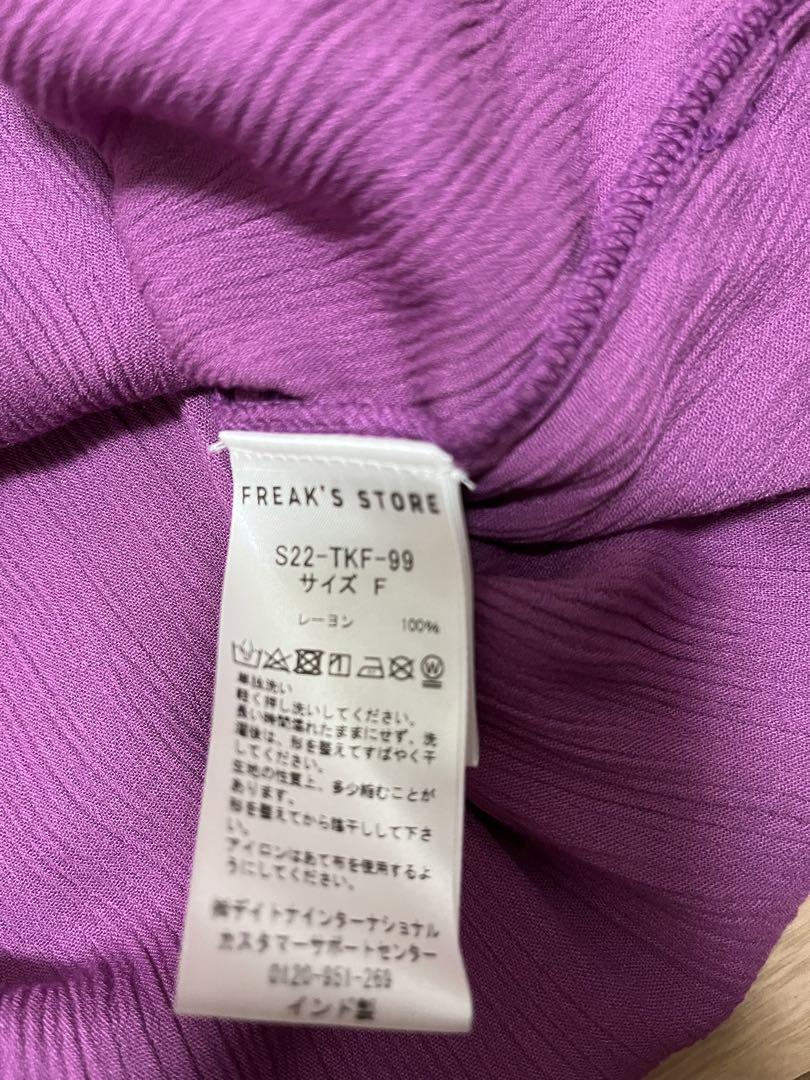 FREAK'S STORE
S22-TKF-99
サイズ F
レーヨン 100%
単独洗い
軽く押し洗いしてください。
長い時間濡れたままにせず、洗
濯後は、形を整えてすばやく干
してください。
生地の性質上、多少縮むことが
あります。
形を整えてから陰干しして下さ
い。
アイロンはあて布を使用するよ
うにしてください。
㈱デイトナインターナショナル
カスタマーサポートセンター
0120-951-269
インド製